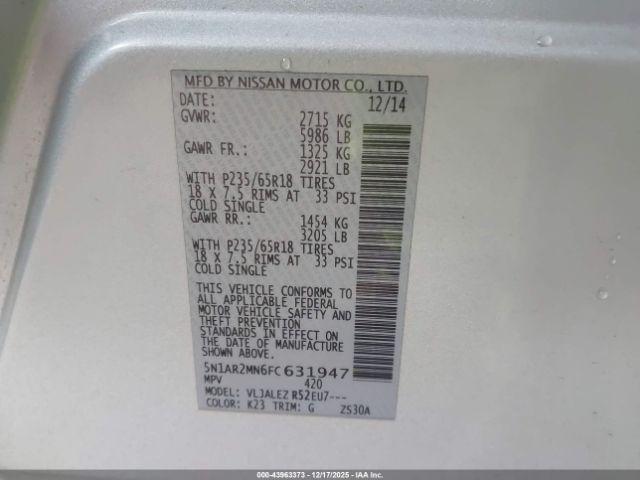 MFD BY NISSAN MOTOR CO., LTD.
DATE: 12/14
GVWR: 2715 KG
5986 LB
GAWR FR.: 1325 KG
2921 LB
WITH P235/65R18 TIRES
18 X 7.5 RIMS AT 33 PSI
COLD SINGLE
GAWR RR.: 1454 KG
3205 LB
WITH P235/65R18 TIRES
18 X 7.5 RIMS AT 33 PSI
COLD SINGLE
THIS VEHICLE CONFORMS TO
ALL APPLICABLE FEDERAL
MOTOR VEHICLE SAFETY AND
THEFT PREVENTION
STANDARDS IN EFFECT ON
THE DATE OF MANUFACTURE
SHOWN ABOVE.
5N1AR2MN6FC631947
MPV 420
MODEL: VLJALEZ R52EU7---
COLOR: K23 TRIM: G ZS30A
000-43963373 | 12/17/2025 | Copart, Inc.